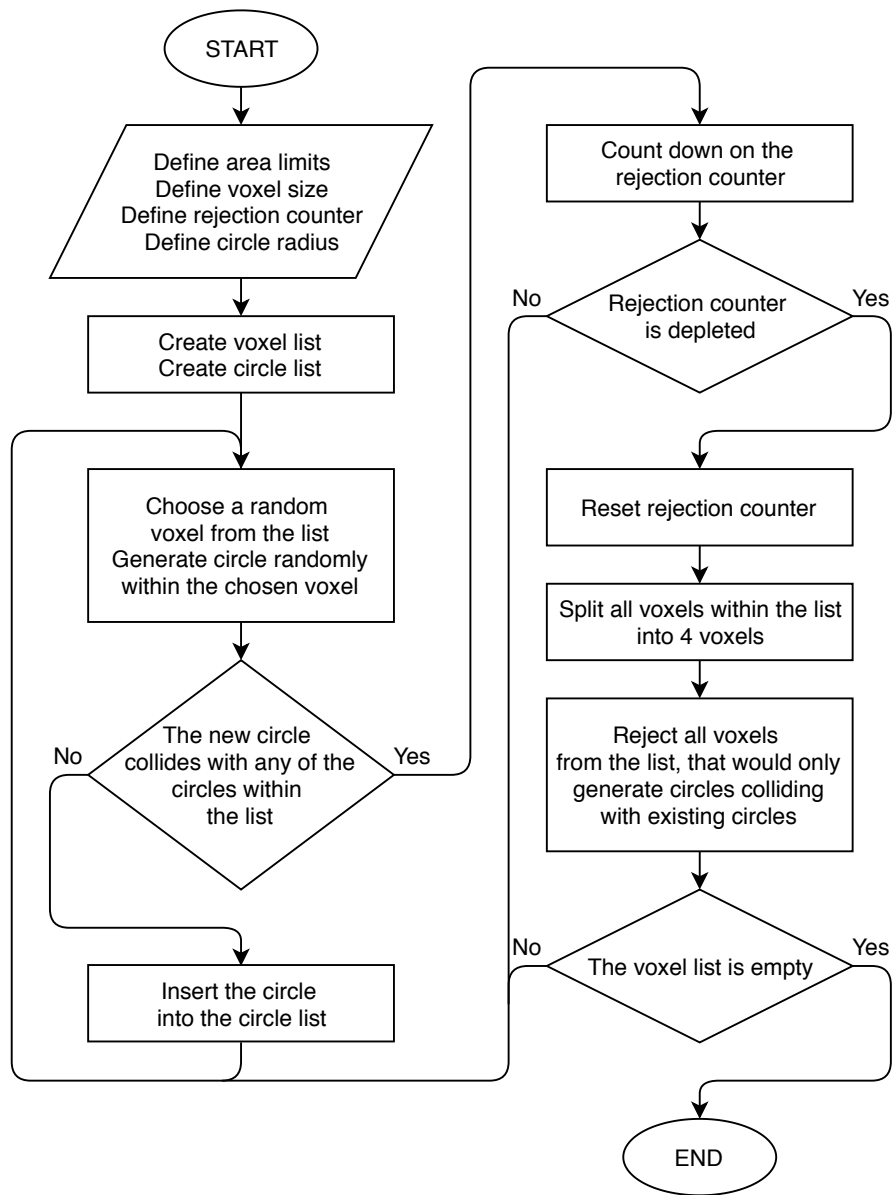 START
Define area limits
Define voxel size
Define rejection counter
Define circle radius
Create voxel list
Create circle list
Choose a random
voxel from the list
Generate circle randomly
within the chosen voxel
No
The new circle
collides with any of the
circles within
the list
Yes
Insert the circle
into the circle list
Count down on the
rejection counter
No
Rejection counter
is depleted
Yes
Reset rejection counter
Split all voxels within the list
into 4 voxels
Reject all voxels
from the list, that would only
generate circles colliding
with existing circles
No
The voxel list is empty
Yes
END